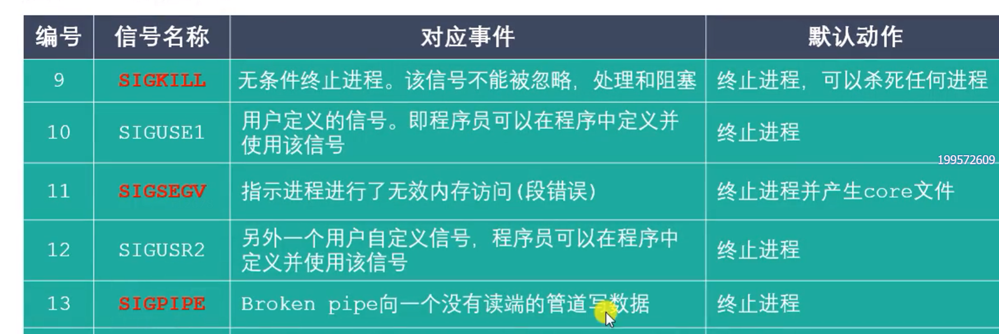 编号 信号名称 对应事件 默认动作
9 SIGKILL 无条件终止进程。该信号不能被忽略，处理和阻塞 终止进程，可以杀死任何进程
10 SIGUSE1 用户定义的信号。即程序员可以在程序中定义并
使用该信号 终止进程
199572609
11 SIGSEGV 指示进程进行了无效内存访问(段错误) 终止进程并产生core文件
12 SIGUSR2 另外一个用户自定义信号，程序员可以在程序中
定义并使用该信号 终止进程
13 SIGPIPE Broken pipe向一个没有读端的管道写数据 终止进程